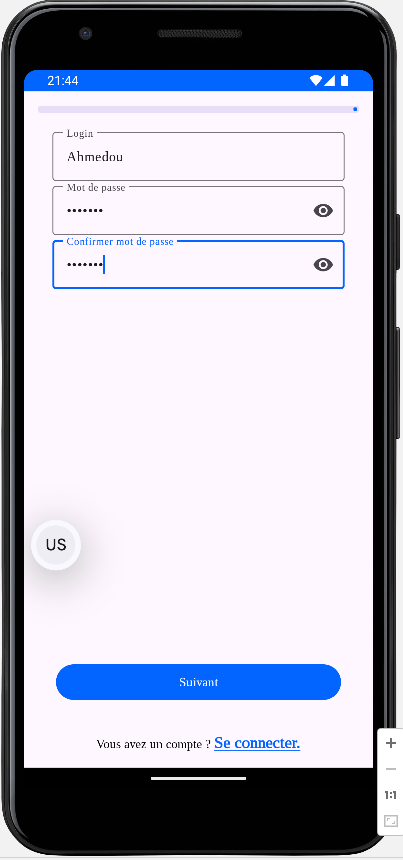 21:44
Login
Ahmedou
Mot de passe
•••••••
Confirmer mot de passe
•••••••
US
Suivant
Vous avez un compte ? Se connecter.
1:1